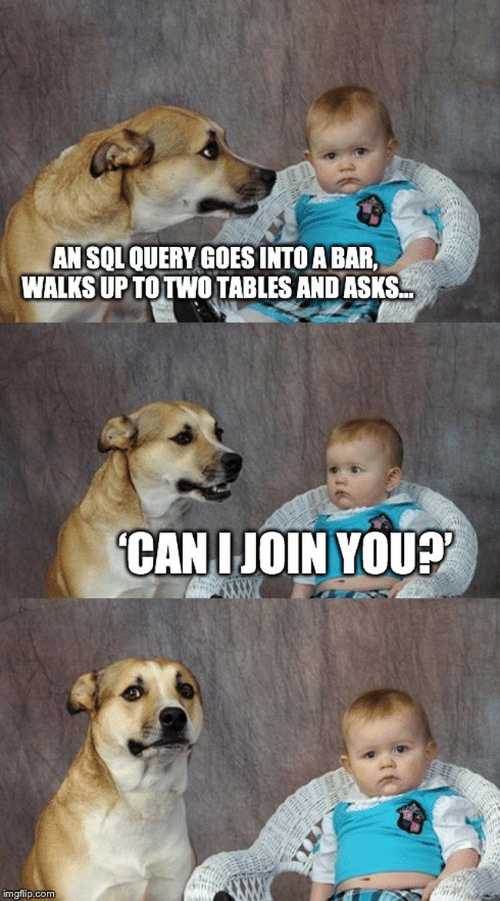 AN SQL QUERY GOES INTO A BAR,
WALKS UP TO TWO TABLES AND ASKS...
'CAN I JOIN YOU?'
imgflip.com